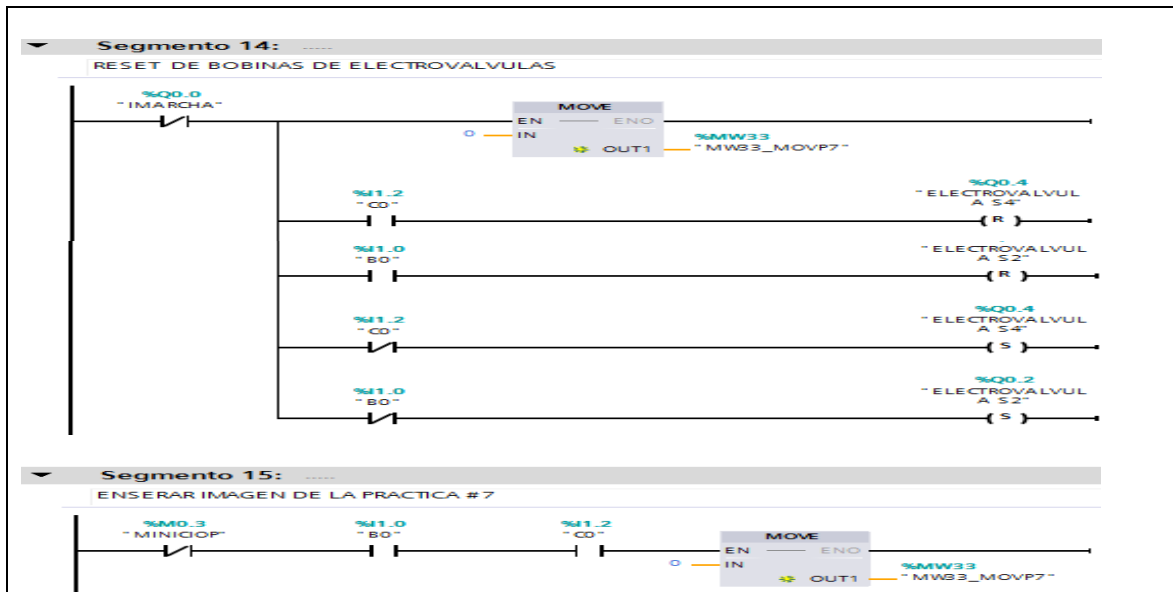 Segmento 14: .....
RESET DE BOBINAS DE ELECTROVALVULAS
%Q0.0
"IMARCHA"
MOVE
EN ENO
0 IN
%MW33
OUT1 "MW33_MOVP7"
%I1.2
"C0"
%Q0.4
"ELECTROVALVUL
A S4"
R
%I1.0
"B0"
"ELECTROVALVUL
A S2"
R
%I1.2
"C0"
%Q0.4
"ELECTROVALVUL
A S4"
S
%I1.0
"B0"
%Q0.2
"ELECTROVALVUL
A S2"
S
Segmento 15: .....
ENSERAR IMAGEN DE LA PRACTICA #7
%M0.3
"MINICIOP"
%I1.0
"B0"
%I1.2
"C0"
MOVE
EN ENO
0 IN
%MW33
OUT1 "MW33_MOVP7"